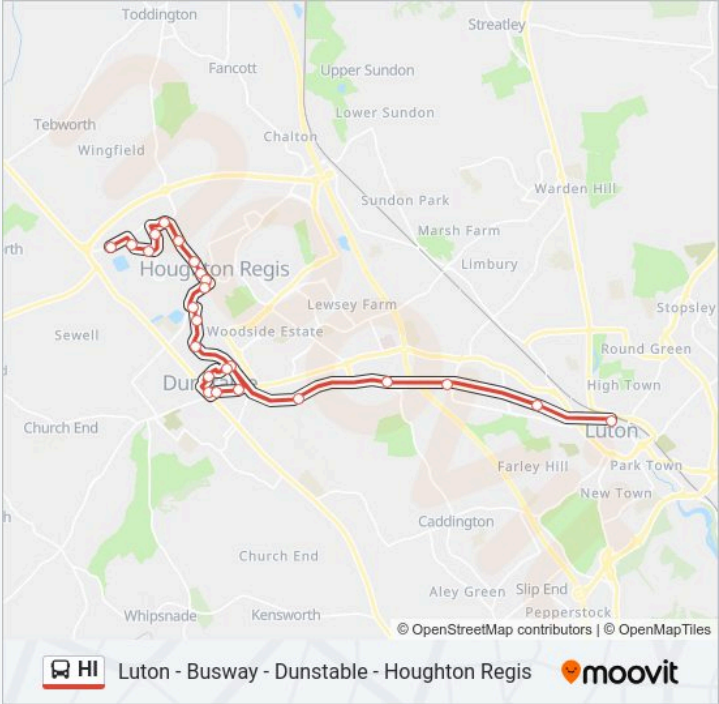 Toddington
Streatley
Fancott
Upper Sundon
Lower Sundon
Tebworth
Chalton
Wingfield
Warden Hill
Sundon Park
Marsh Farm
rth
Limbury
Houghton Regis
Lewsey Farm
Stopsley
Sewell
Woodside Estate
Round Green
High Town
Dunstable
Church End
Luton
Farley Hill
Park Town
New Town
h
Caddington
Church End
Aley Green
Slip End
Whipsnade
Kensworth
Pepperstock
© OpenStreetMap contributors | © OpenMapTiles
HI Luton - Busway - Dunstable - Houghton Regis
moovit